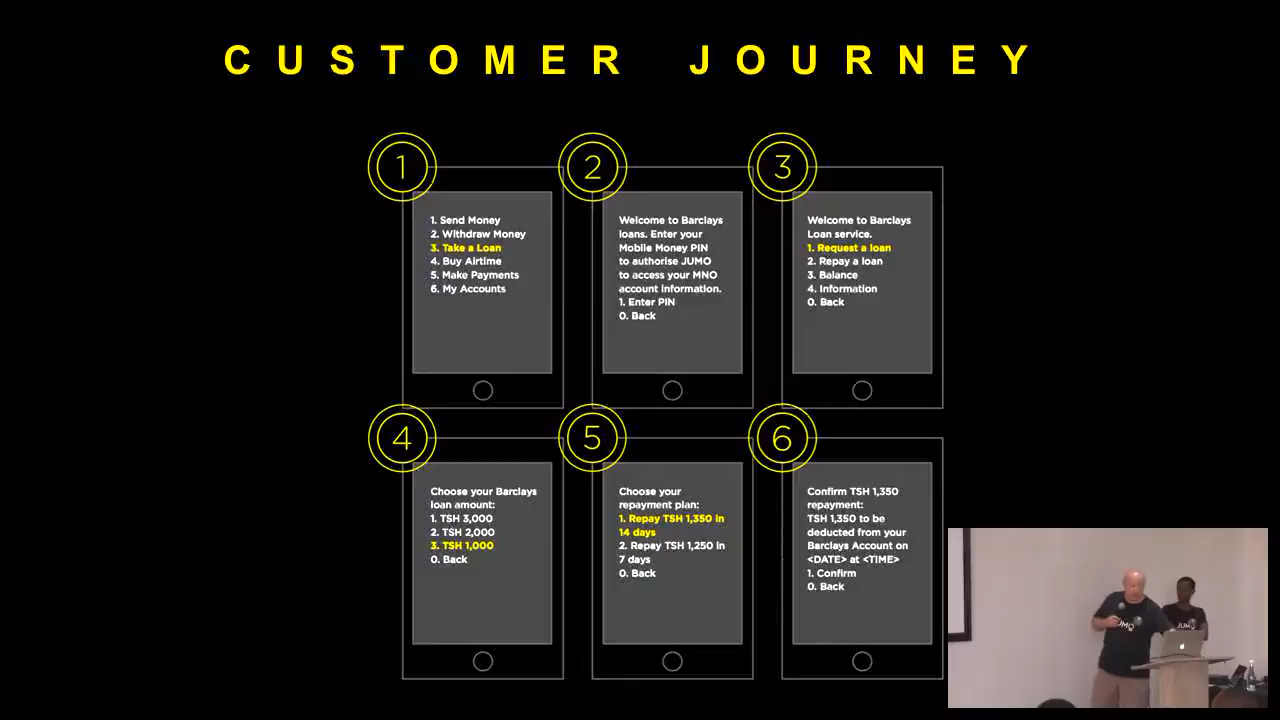 CUSTOMER JOURNEY
1
1. Send Money
2. Withdraw Money
3. Take a Loan
4. Buy Airtime
5. Make Payments
6. My Accounts
2
Welcome to Barclays
loans. Enter your
Mobile Money PIN
to authorise JUMO
to access your MNO
account information.
1. Enter PIN
0. Back
3
Welcome to Barclays
Loan service.
1. Request a loan
2. Repay a loan
3. Balance
4. Information
0. Back
4
Choose your Barclays
loan amount:
1. TSH 3,000
2. TSH 2,000
3. TSH 1,000
0. Back
5
Choose your
repayment plan:
1. Repay TSH 1,350 in
14 days
2. Repay TSH 1,250 in
7 days
0. Back
6
Confirm TSH 1,350
repayment:
TSH 1,350 to be
deducted from your
Barclays Account on
<DATE> at <TIME>
1. Confirm
0. Back
JUMO
JUMO